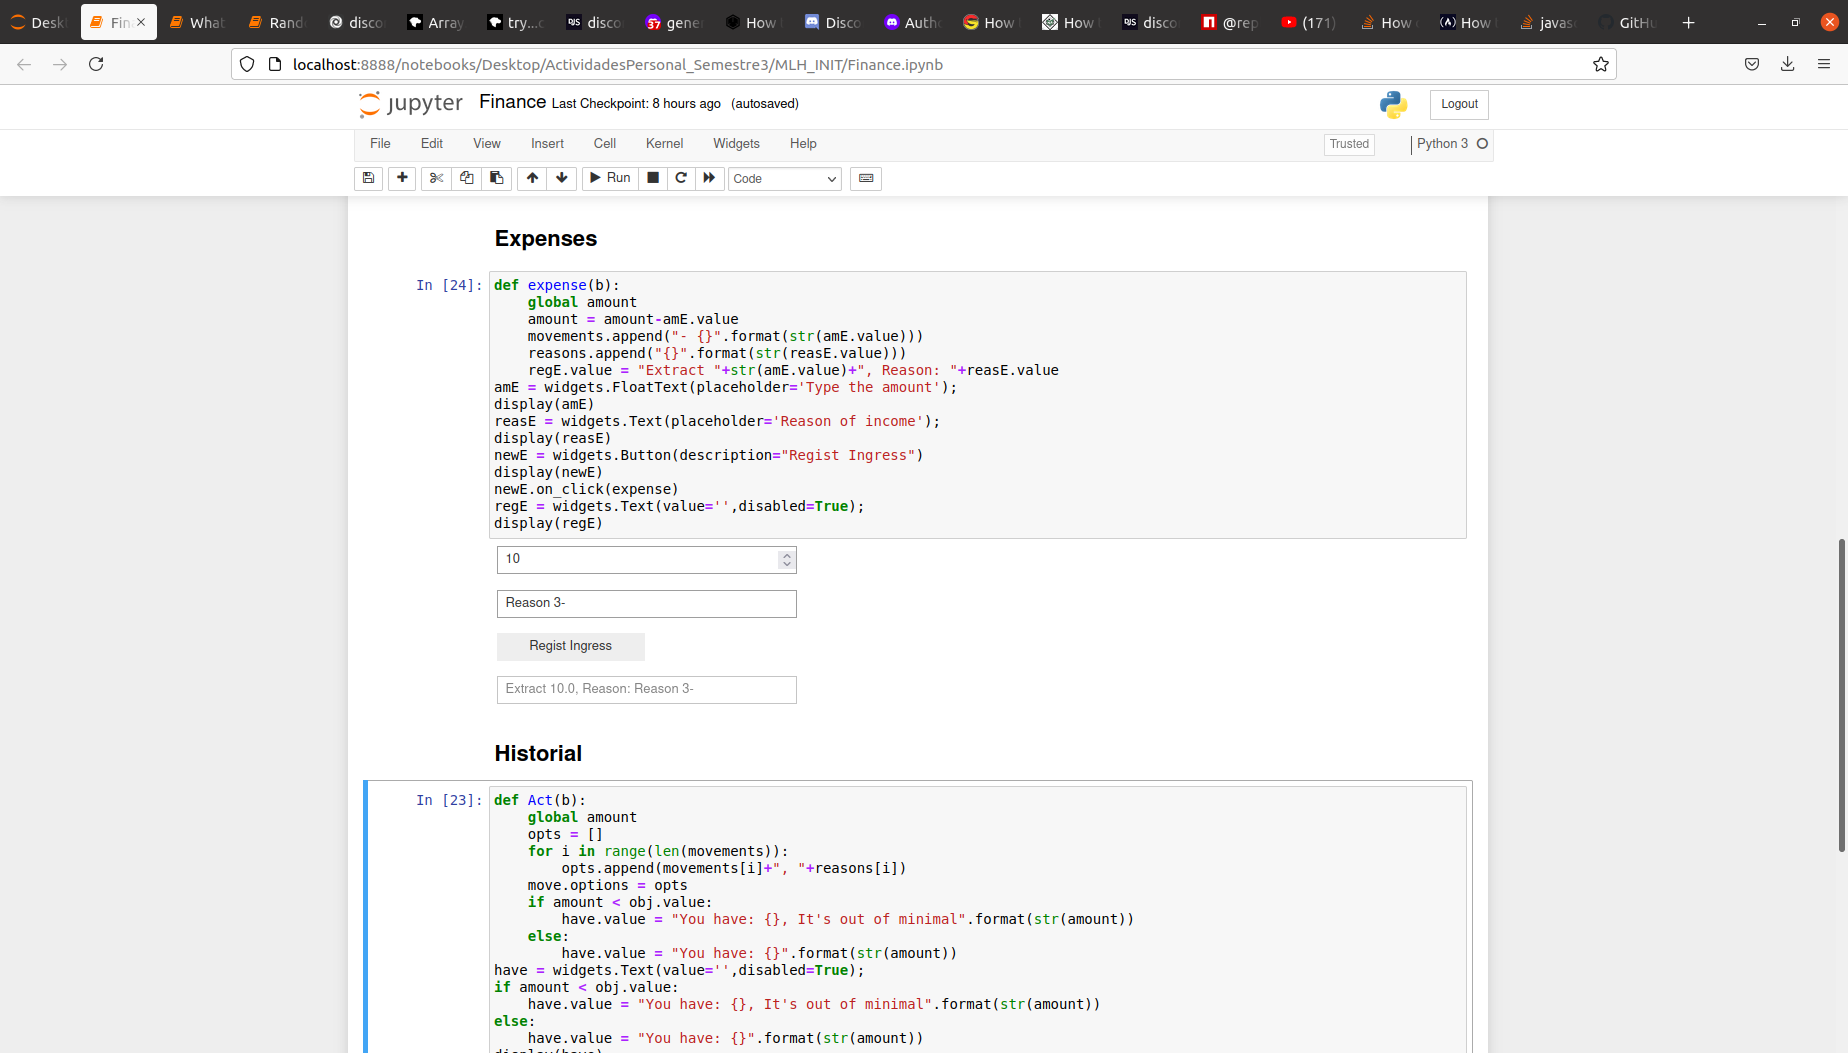 Desk
Fin
What
Rand
disco
Array
try...c
disco
gene
How
Disco
Auth
How
How
disco
@rep
(171)
How
How
javas
GitHu
localhost:8888/notebooks/Desktop/ActividadesPersonal_Semestre3/MLH_INIT/Finance.ipynb
jupyter Finance Last Checkpoint: 8 hours ago (autosaved)
Logout
File Edit View Insert Cell Kernel Widgets Help
Trusted
Python 3
Run
Code
Expenses
In [24]:
def expense(b):
    global amount
    amount = amount-amE.value
    movements.append("- {}".format(str(amE.value)))
    reasons.append("{}".format(str(reasE.value)))
    regE.value = "Extract "+str(amE.value)+", Reason: "+reasE.value
amE = widgets.FloatText(placeholder='Type the amount');
display(amE)
reasE = widgets.Text(placeholder='Reason of income');
display(reasE)
newE = widgets.Button(description="Regist Ingress")
display(newE)
newE.on_click(expense)
regE = widgets.Text(value='',disabled=True);
display(regE)
10
Reason 3-
Regist Ingress
Extract 10.0, Reason: Reason 3-
Historial
In [23]:
def Act(b):
    global amount
    opts = []
    for i in range(len(movements)):
        opts.append(movements[i]+", "+reasons[i])
    move.options = opts
    if amount < obj.value:
        have.value = "You have: {}, It's out of minimal".format(str(amount))
    else:
        have.value = "You have: {}".format(str(amount))
have = widgets.Text(value='',disabled=True);
if amount < obj.value:
    have.value = "You have: {}, It's out of minimal".format(str(amount))
else:
    have.value = "You have: {}".format(str(amount))